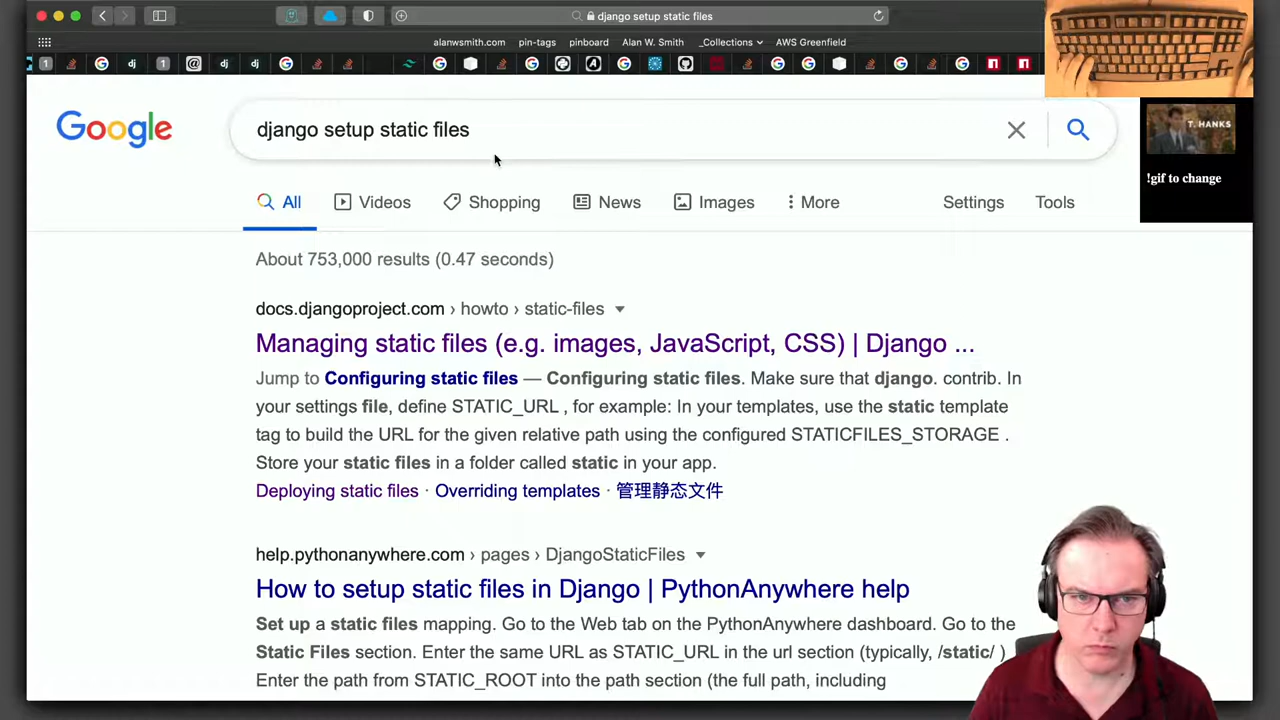 django setup static files
alanwsmith.com pin-tags pinboard Alan W. Smith _Collections AWS Greenfield
1 dj 1 @ dj dj
T. HANKS
!gif to change
Google django setup static files
All Videos Shopping News Images More Settings Tools
About 753,000 results (0.47 seconds)
docs.djangoproject.com › howto › static-files
Managing static files (e.g. images, JavaScript, CSS) | Django ...
Jump to Configuring static files — Configuring static files. Make sure that django. contrib. In
your settings file, define STATIC_URL , for example: In your templates, use the static template
tag to build the URL for the given relative path using the configured STATICFILES_STORAGE .
Store your static files in a folder called static in your app.
Deploying static files · Overriding templates · 管理静态文件
help.pythonanywhere.com › pages › DjangoStaticFiles
How to setup static files in Django | PythonAnywhere help
Set up a static files mapping. Go to the Web tab on the PythonAnywhere dashboard. Go to the
Static Files section. Enter the same URL as STATIC_URL in the url section (typically, /static/ )
Enter the path from STATIC_ROOT into the path section (the full path, including